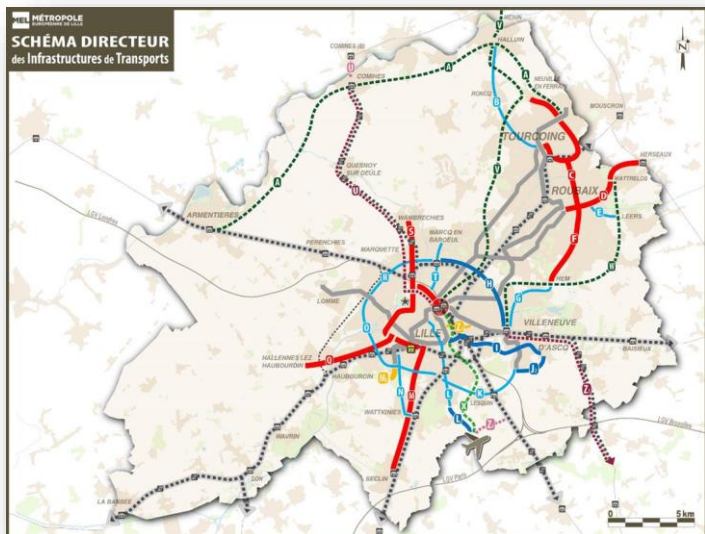 MEL MÉTROPOLE
EUROPÉENNE DE LILLE
SCHÉMA DIRECTEUR
des Infrastructures de Transports
MENIN
V
HALLUIN
COMINES (B)
U
COMINES
A
A
NEUVILLE
EN FERRAIN
RONCQ
B
MOUSCRON
TOURCOING
QUESNOY
SUR DEÛLE
V
C
HERSEAUX
WATTRELOS
U
ROUBAIX
D
A
E
LEERS
ARMENTIERES
WAMBRECHIES
S
F
LGV Londres
PERENCHIES
MARQUETTE
MARCQ EN
BAROEUL
HEM
W
R
T
H
G
LOMME
O
LILLE
VILLENEUVE
D'ASCQ
I
BAISIEUX
HALLENNES LEZ
HAUBOURDIN
Q
HAUBOURDIN
J
N
M
L
K
X
LESQUIN
Z
WATTIGNIES
L
Z
LGV Bruxelles
WAVRIN
SECLIN
LGV Paris
DON
LA BASSEE
0 5 km
N